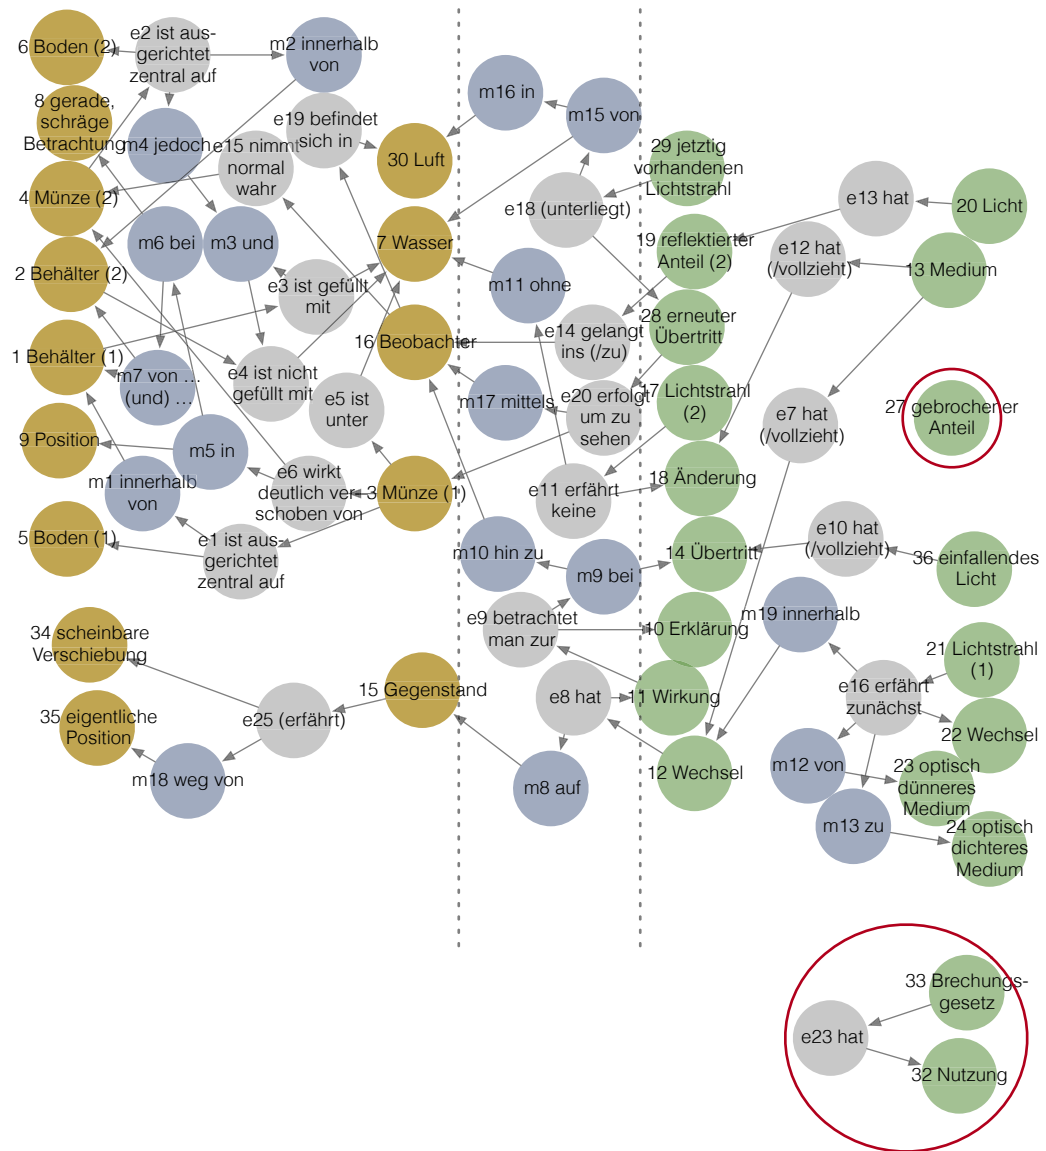 6 Boden (2)
e2 ist aus-
gerichtet
zentral auf
m2 innerhalb
von
8 gerade,
schräge
Betrachtung
m4 jedoch
e15 nimmt
normal
wahr
e19 befindet
sich in
30 Luft
m16 in
m15 von
29 jetztig
vorhandenen
Lichtstrahl
4 Münze (2)
e18 (unterliegt)
e13 hat
20 Licht
2 Behälter (2)
m6 bei
m3 und
7 Wasser
m11 ohne
19 reflektierter
Anteil (2)
e12 hat
(/vollzieht)
13 Medium
e3 ist gefüllt
mit
28 erneuter
Übertritt
1 Behälter (1)
m7 von ...
(und) ...
e4 ist nicht
gefüllt mit
16 Beobachter
e14 gelangt
ins (/zu)
e5 ist
unter
m17 mittels
e20 erfolgt
um zu
sehen
17 Lichtstrahl
(2)
e7 hat
(/vollzieht)
27 gebrochener
Anteil
9 Position
m5 in
m1 innerhalb
von
e6 wirkt
deutlich ver-
schoben von
3 Münze (1)
e11 erfährt
keine
18 Änderung
5 Boden (1)
e1 ist aus-
gerichtet
zentral auf
m10 hin zu
m9 bei
14 Übertritt
e10 hat
(/vollzieht)
36 einfallendes
Licht
34 scheinbare
Verschiebung
e9 betrachtet
man zur
10 Erklärung
m19 innerhalb
21 Lichtstrahl
(1)
35 eigentliche
Position
e25 (erfährt)
15 Gegenstand
e8 hat
11 Wirkung
e16 erfährt
zunächst
22 Wechsel
m18 weg von
m8 auf
12 Wechsel
m12 von
23 optisch
dünneres
Medium
m13 zu
24 optisch
dichteres
Medium
33 Brechungs-
gesetz
e23 hat
32 Nutzung